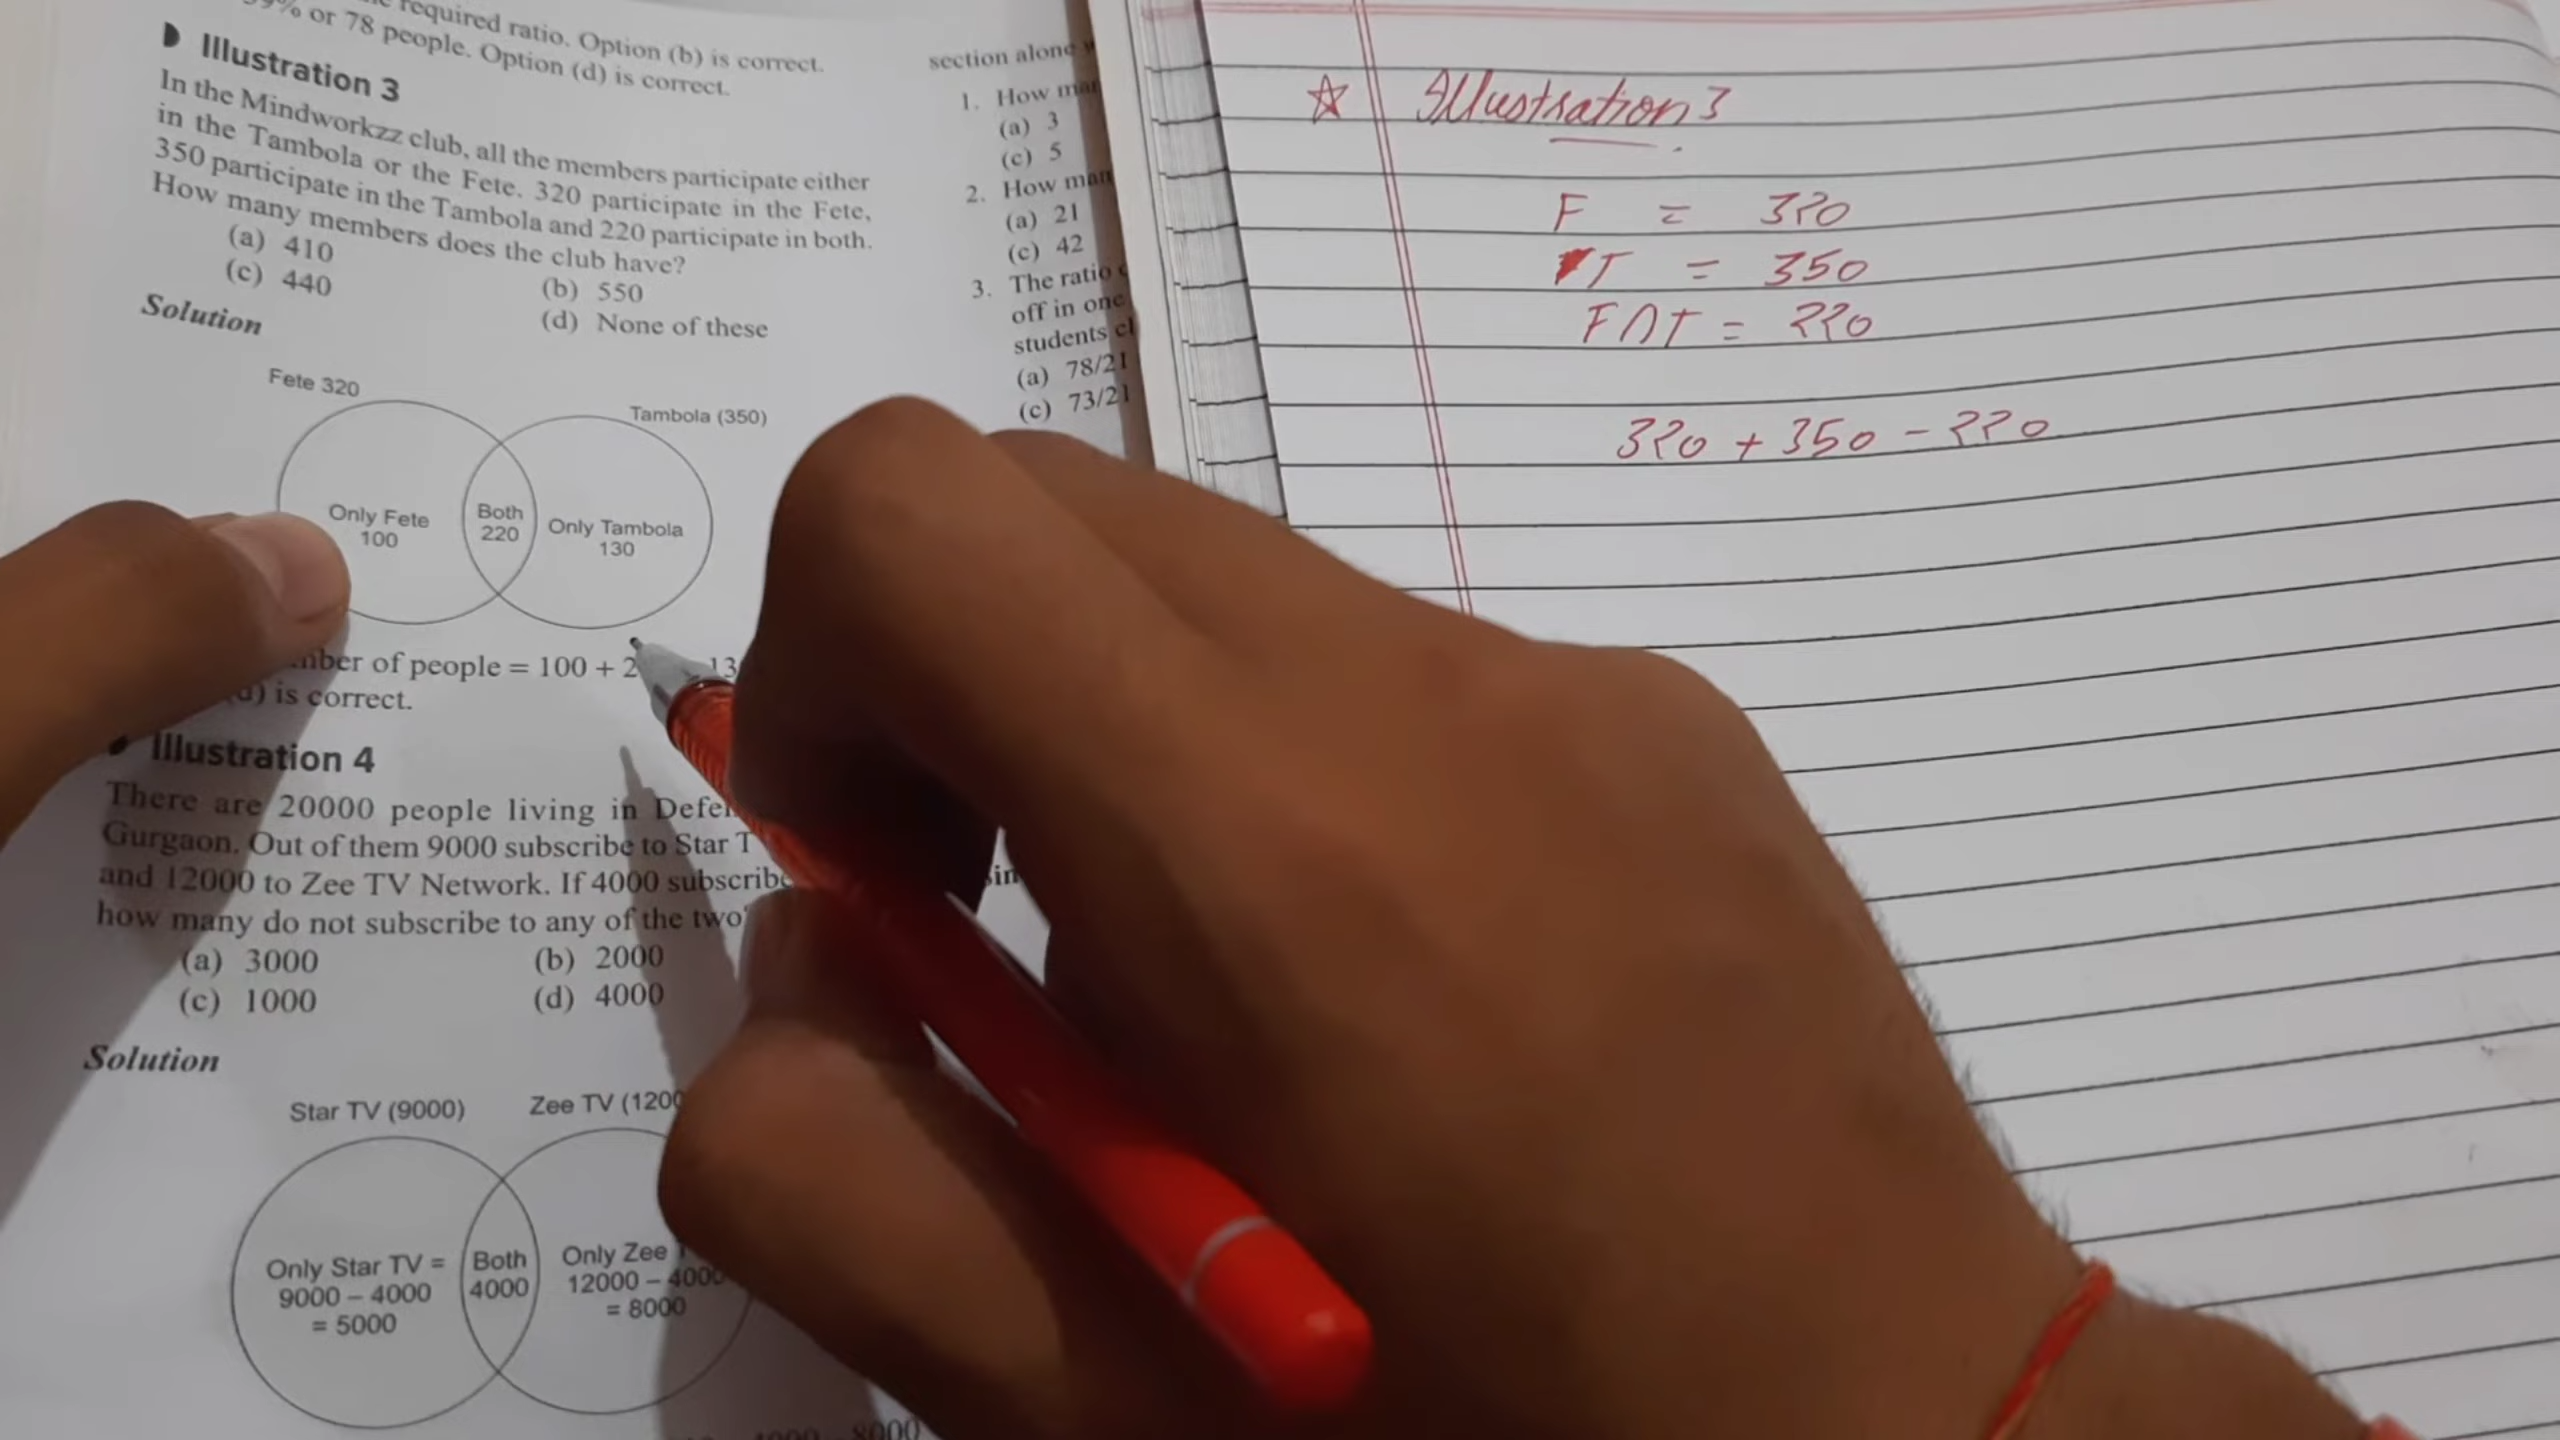 required ratio. Option (b) is correct.
or 78 people. Option (d) is correct.
Illustration 3
In the Mindworkzz club, all the members participate either
in the Tambola or the Fete. 320 participate in the Fete,
350 participate in the Tambola and 220 participate in both.
How many members does the club have?
(a) 410
(b) 550
(c) 440
(d) None of these
Solution
Fete 320
Tambola (350)
Only Fete
100
Both
220
Only Tambola
130
of people = 100 +
is correct.
Illustration 4
There are 20000 people living in
Gurgaon. Out of them 9000 subscribe to Star
and 12000 to Zee TV Network. If 4000
how many do not subscribe to any of the two
(a) 3000
(b) 2000
(c) 1000
(d) 4000
Solution
Star TV (9000)
Zee TV
Only Star TV =
9000 – 4000
= 5000
Both
4000
Only Zee
12000 – 4000
= 8000
8000
section alone
1. How
(a) 3
(c) 5
2. How
(a) 21
(c) 42
3. The ratio
off in one
students
(a) 78/21
(c) 73/21
Illustration 3
F = 320
T = 350
F∩T = 220
320 + 350 - 220